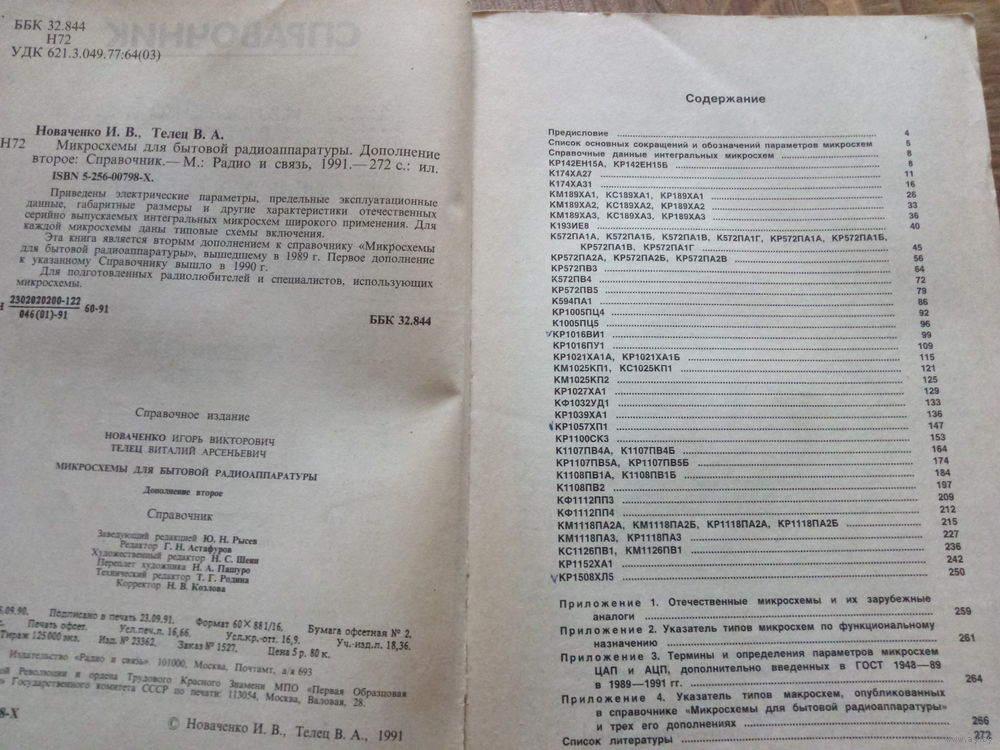 ББК 32.844
Н72
УДК 621.3.049.77:64(03)
СПРАВОЧНИК
Новаченко И. В., Телец В. А.
Н72 Микросхемы для бытовой радиоаппаратуры. Дополнение
второе: Справочник.— М.: Радио и связь, 1991.— 272 с.: ил.
ISBN 5-256-00798-X.
Приведены электрические параметры, предельные эксплуатационные
данные, габаритные размеры и другие характеристики отечественных
серийно выпускаемых интегральных микросхем широкого применения. Для
каждой микросхемы даны типовые схемы включения.
Эта книга является вторым дополнением к справочнику «Микросхемы
для бытовой радиоаппаратуры», вышедшему в 1989 г. Первое дополнение
к указанному Справочнику вышло в 1990 г.
Для подготовленных радиолюбителей и специалистов, использующих
микросхемы.
2302020200-122
046(01)-91
60-91
ББК 32.844
Справочное издание
НОВАЧЕНКО ИГОРЬ ВИКТОРОВИЧ
ТЕЛЕЦ ВИТАЛИЙ АРСЕНЬЕВИЧ
МИКРОСХЕМЫ ДЛЯ БЫТОВОЙ РАДИОАППАРАТУРЫ
Дополнение второе
Справочник
Заведующий редакцией Ю. Н. Рысев
Редактор Г. Н. Астафуров
Художественный редактор Н. С. Шеин
Переплет художника Н. А. Пашуро
Технический редактор Т. Г. Родина
Корректор Н. В. Козлова
.09.90. Подписано в печать 23.09.91. Формат 60×88 1/16. Бумага офсетная № 2.
Печать офсет. Усл.печ.л. 16,66. Усл.кр.-отт. 16,9. Уч.-изд.л. 18,36.
Тираж 125 000 экз. Изд. № 23362. Заказ № 1527. Цена 5 р. 80 к.
Издательство «Радио и связь». 101000, Москва, Почтамт, а/я 693
Революции и ордена Трудового Красного Знамени МПО «Первая Образцовая
Государственного комитета СССР по печати: 113054, Москва, Валовая, 28.
8-X
© Новаченко И. В., Телец В. А., 1991
Содержание
Предисловие 4
Список основных сокращений и обозначений параметров микросхем 5
Справочные данные интегральных микросхем 8
КР142ЕН15А, КР142ЕН15Б 8
К174ХА27 11
К174ХА31 16
КМ189ХА1, КС189ХА1, КР189ХА1 26
КМ189ХА2, КС189ХА2, КР189ХА2 33
КМ189ХА3, КС189ХА3, КР189ХА3 36
К193ИЕ8 40
К572ПА1А, К572ПА1Б, К572ПА1В, К572ПА1Г, КР572ПА1А, КР572ПА1Б,
КР572ПА1В, КР572ПА1Г 45
КР572ПА2А, КР572ПА2Б, КР572ПА2В 56
КР572ПВ3 64
К572ПВ4 72
КР572ПВ5 79
К594ПА1 86
КР1005ПЦ4 92
К1005ПЦ5 96
КР1016ВИ1 99
КР1016ПУ1 109
КР1021ХА1А, КР1021ХА1Б 115
КМ1025КП1, КС1025КП1 121
КМ1025КП2 125
КР1027ХА1 129
КФ1032УД1 133
КР1039ХА1 136
КР1057ХП1 147
КР1100СК3 153
К1107ПВ4А, К1107ПВ4Б 164
КР1107ПВ5А, КР1107ПВ5Б 174
К1108ПВ1А, К1108ПВ1Б 184
К1108ПВ2 197
КФ1112ПП3 209
КФ1112ПП4 212
КМ1118ПА2А, КМ1118ПА2Б, КР1118ПА2А, КР1118ПА2Б 215
КМ1118ПА3, КР1118ПА3 227
КС1126ПВ1, КМ1126ПВ1 236
КР1152ХА1 242
КР1508ХЛ5 250
Приложение 1. Отечественные микросхемы и их зарубежные
аналоги 259
Приложение 2. Указатель типов микросхем по функциональному
назначению 261
Приложение 3. Термины и определения параметров микросхем
ЦАП и АЦП, дополнительно введенных в ГОСТ 1948—89
в 1989—1991 гг. 264
Приложение 4. Указатель типов макросхем, опубликованных
в справочнике «Микросхемы для бытовой радиоаппаратуры»
и трех его дополнениях 266
Список литературы 272